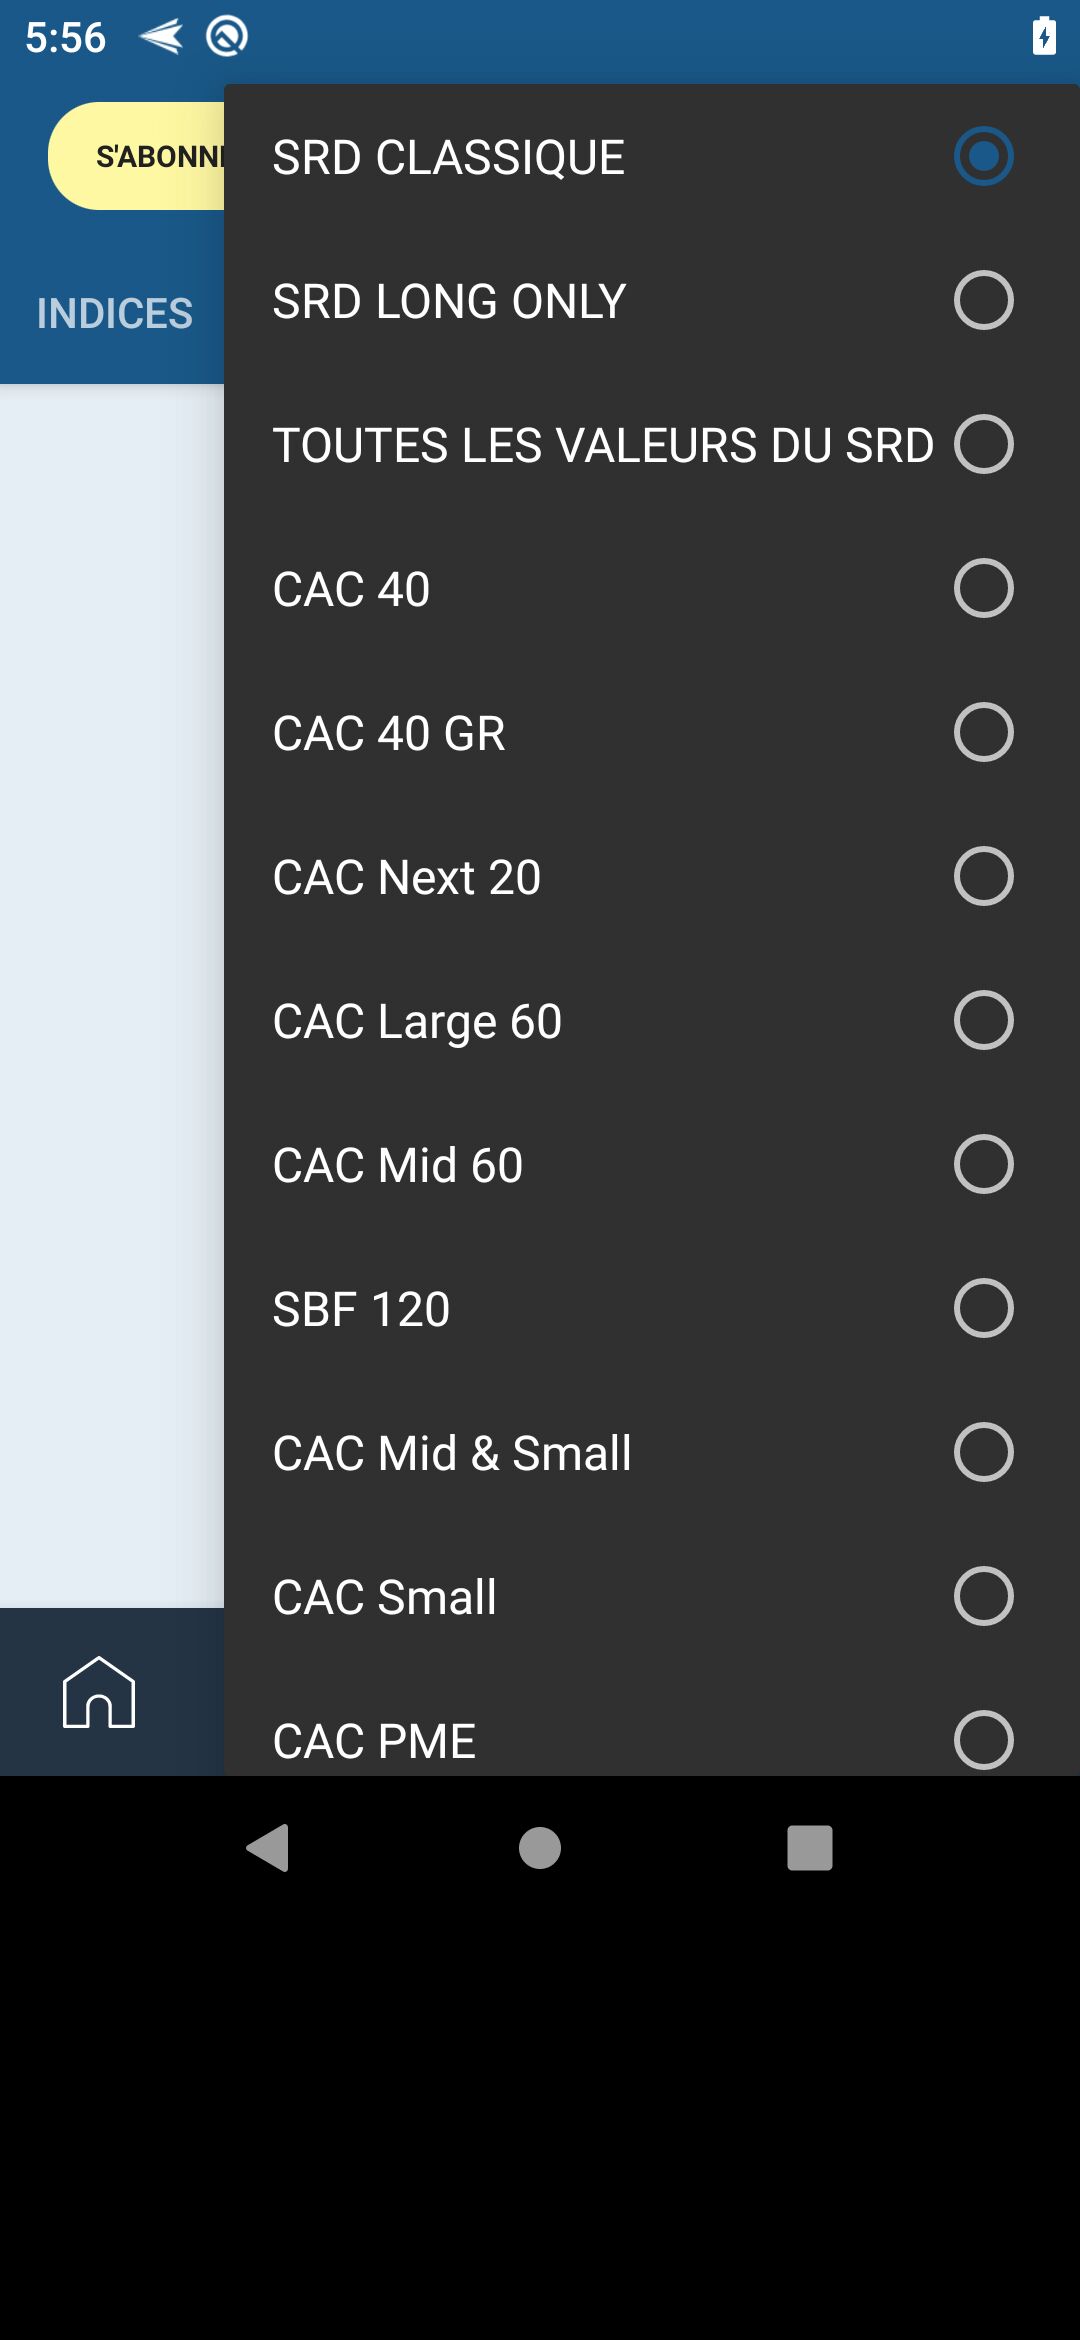 5:56
S'ABONN
SRD CLASSIQUE
SRD LONG ONLY
INDICES
TOUTES LES VALEURS DU SRD
CAC 40
CAC 40 GR
CAC Next 20
CAC Large 60
CAC Mid 60
SBF 120
CAC Mid & Small
CAC Small
CAC PME